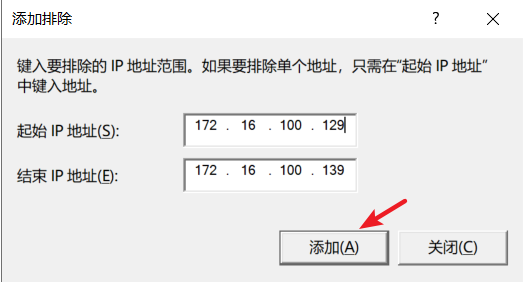 添加排除
?
键入要排除的 IP 地址范围。如果要排除单个地址，只需在“起始 IP 地址”
中键入地址。
起始 IP 地址(S): 172 . 16 . 100 . 129
结束 IP 地址(E): 172 . 16 . 100 . 139
添加(A) 关闭(C)